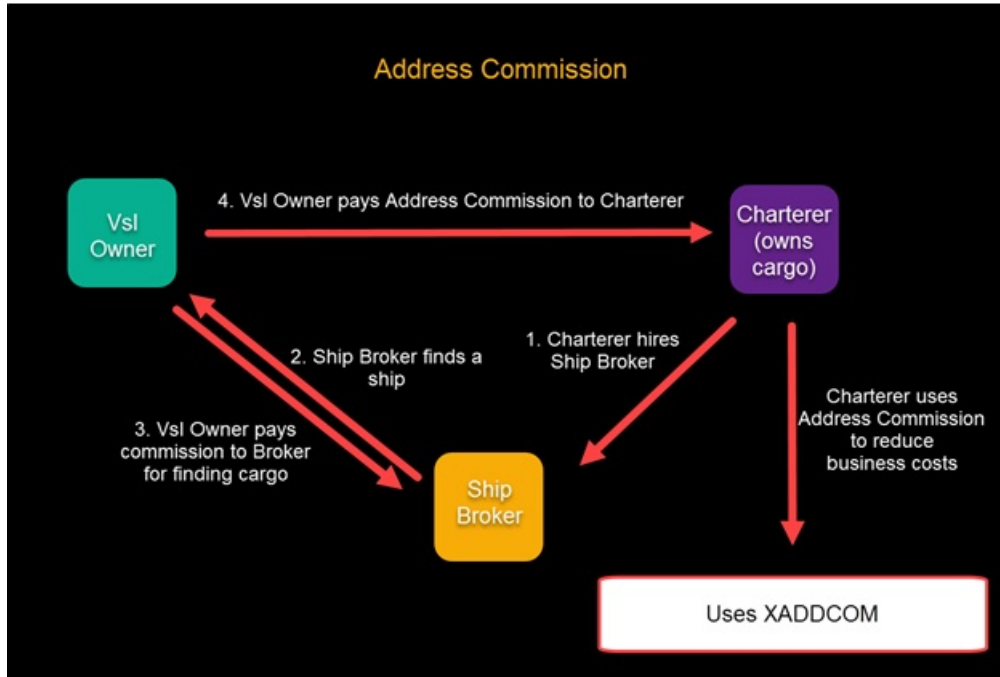 Address Commission
4. Vsl Owner pays Address Commission to Charterer
Vsl
Owner
Charterer
(owns
cargo)
1. Charterer hires
Ship Broker
2. Ship Broker finds a
ship
3. Vsl Owner pays
commission to Broker
for finding cargo
Charterer uses
Address Commission
to reduce
business costs
Ship
Broker
Uses XADDCOM